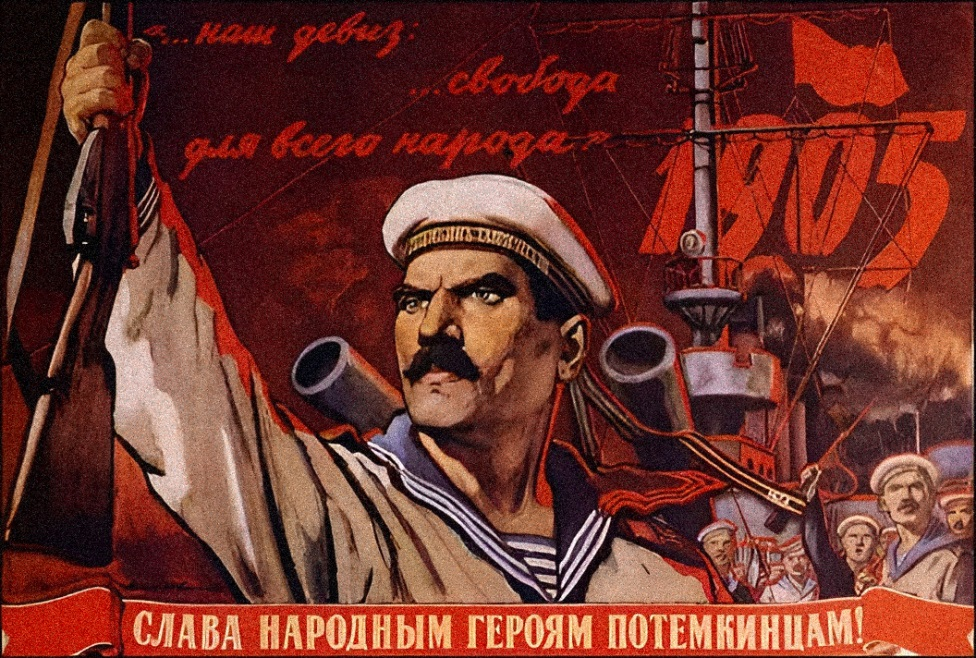 "...наш девиз:
...свобода
для всего народа"
1905
СЛАВА НАРОДНЫМ ГЕРОЯМ ПОТЕМКИНЦАМ!